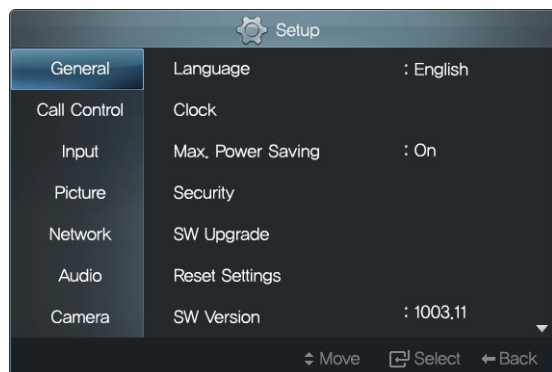 Setup
General
Language : English
Call Control
Clock
Input
Max. Power Saving : On
Picture
Security
Network
SW Upgrade
Audio
Reset Settings
Camera
SW Version : 1003.11
Move Select Back